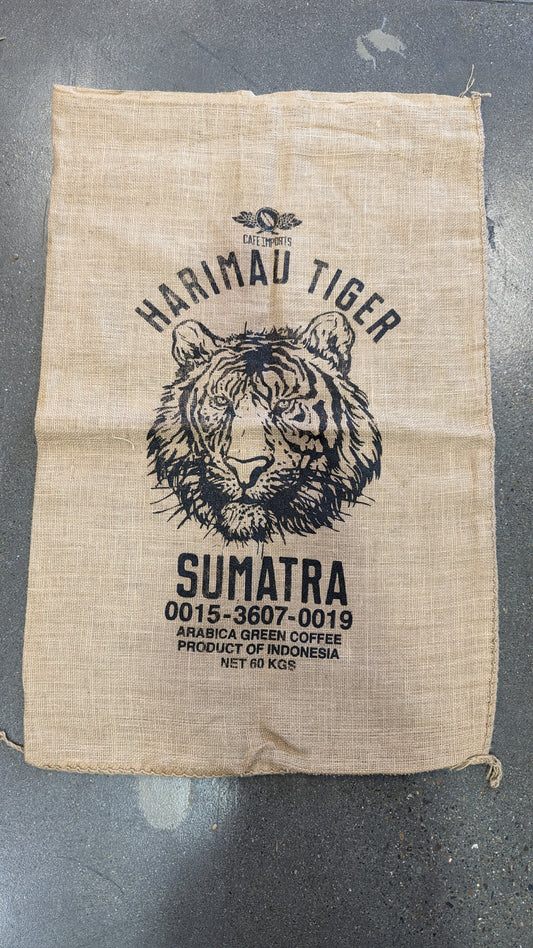 CAFE IMPORTS
HARIMAU TIGER
SUMATRA
0015-3607-0019
ARABICA GREEN COFFEE
PRODUCT OF INDONESIA
NET 60 KGS